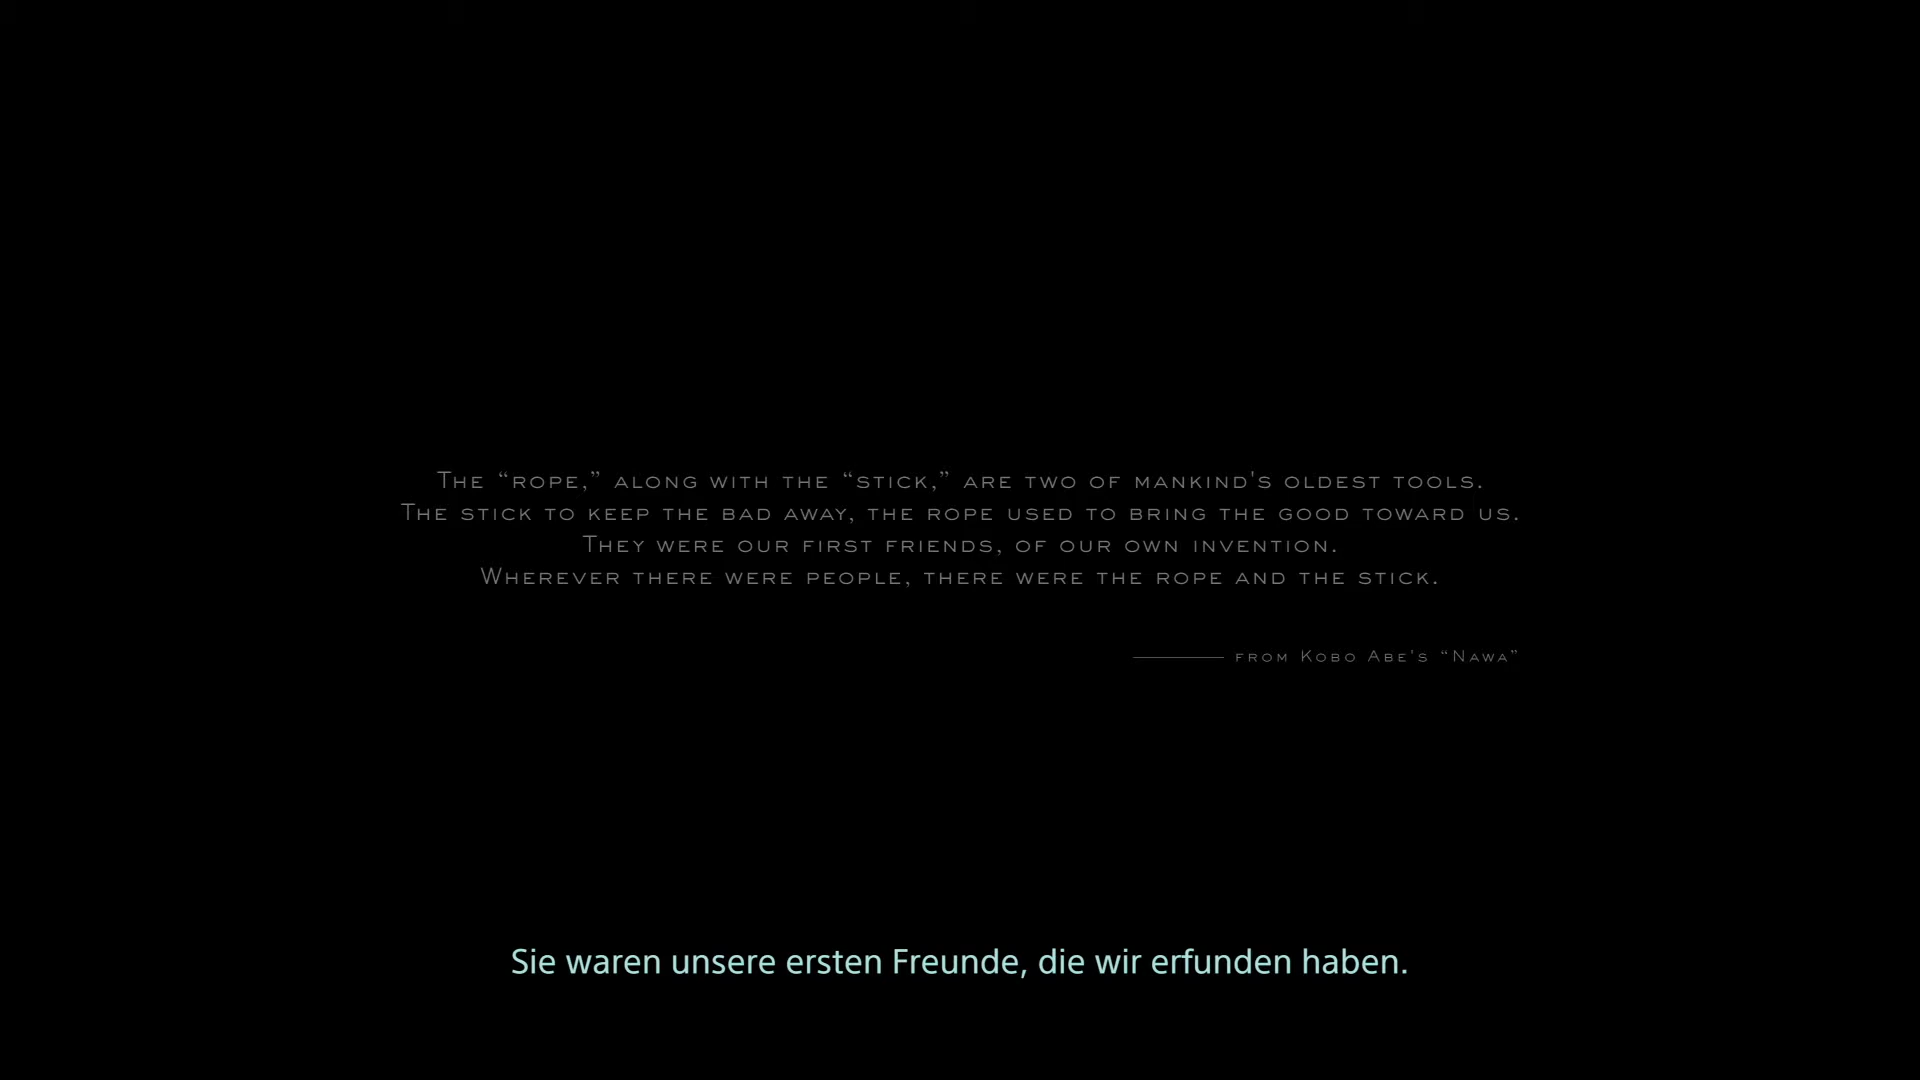 The “rope,” along with the “stick,” are two of mankind's oldest tools.
The stick to keep the bad away, the rope used to bring the good toward us.
They were our first friends, of our own invention.
Wherever there were people, there were the rope and the stick.
from Kobo Abe's “Nawa”
Sie waren unsere ersten Freunde, die wir erfunden haben.